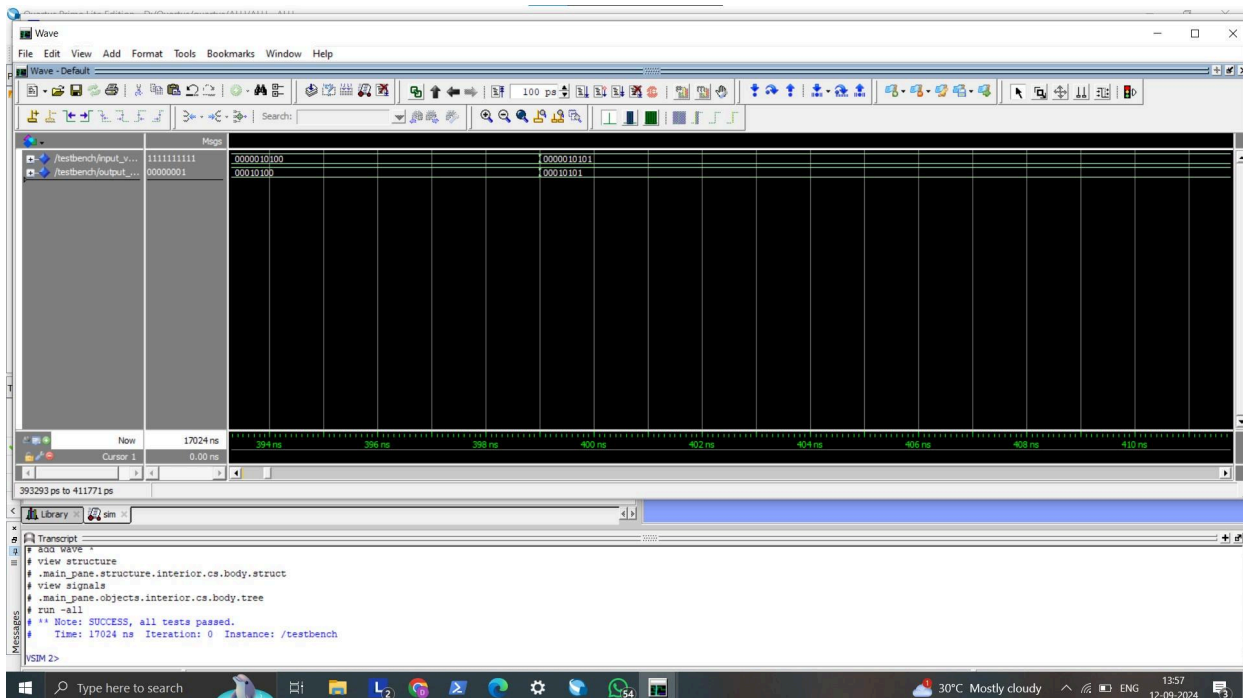 Wave
File Edit View Add Format Tools Bookmarks Window Help
Wave - Default
100 ps
Search:
Msgs
/testbench/input_v... 1111111111 0000010100 0000010101
/testbench/output_... 00000001 00010100 00010101
Now 17024 ns 394 ns 396 ns 398 ns 400 ns 402 ns 404 ns 406 ns 408 ns 410 ns
Cursor 1 0.00 ns
393293 ps to 411771 ps
Library sim
Transcript
# add wave *
# view structure
# .main_pane.structure.interior.cs.body.struct
# view signals
# .main_pane.objects.interior.cs.body.tree
# run -all
# ** Note: SUCCESS, all tests passed.
# Time: 17024 ns Iteration: 0 Instance: /testbench
Messages
VSIM 2>
Type here to search
2
54
30°C Mostly cloudy
ENG
13:57
12-09-2024
3